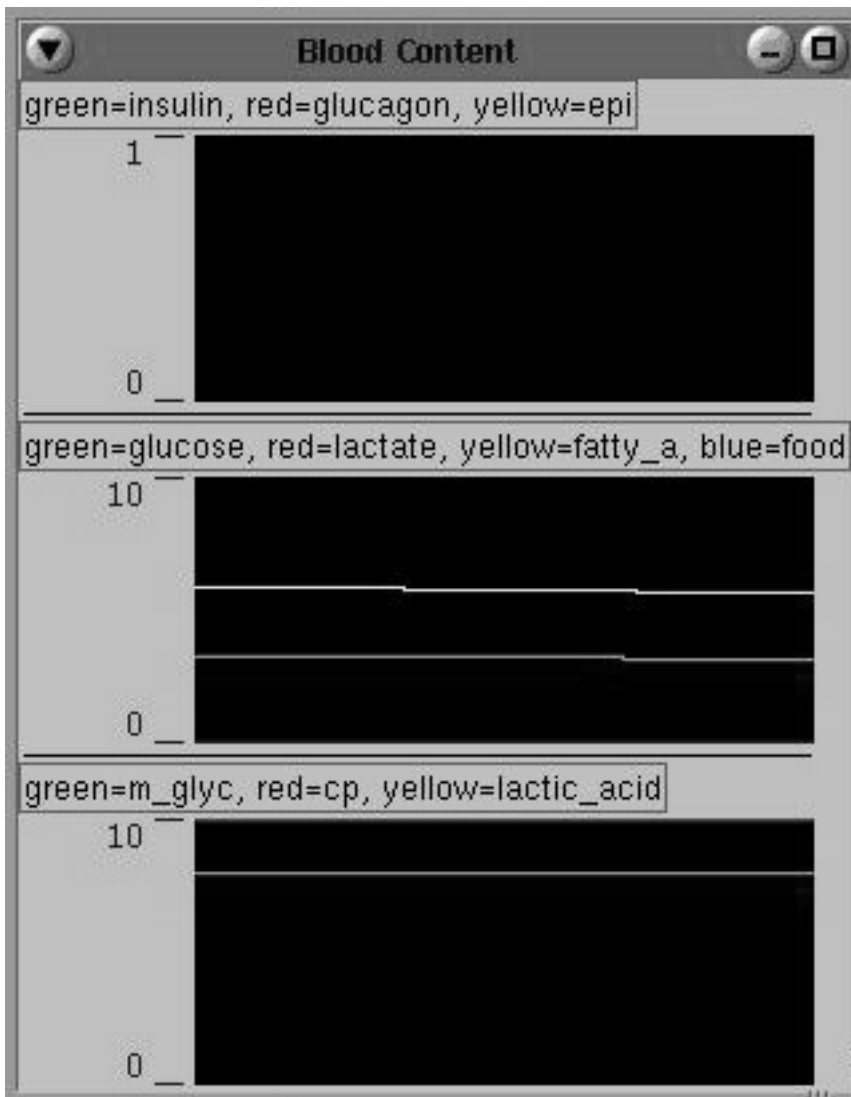 Blood Content
green=insulin, red=glucagon, yellow=epi
1
0
green=glucose, red=lactate, yellow=fatty_a, blue=food
10
0
green=m_glyc, red=cp, yellow=lactic_acid
10
0